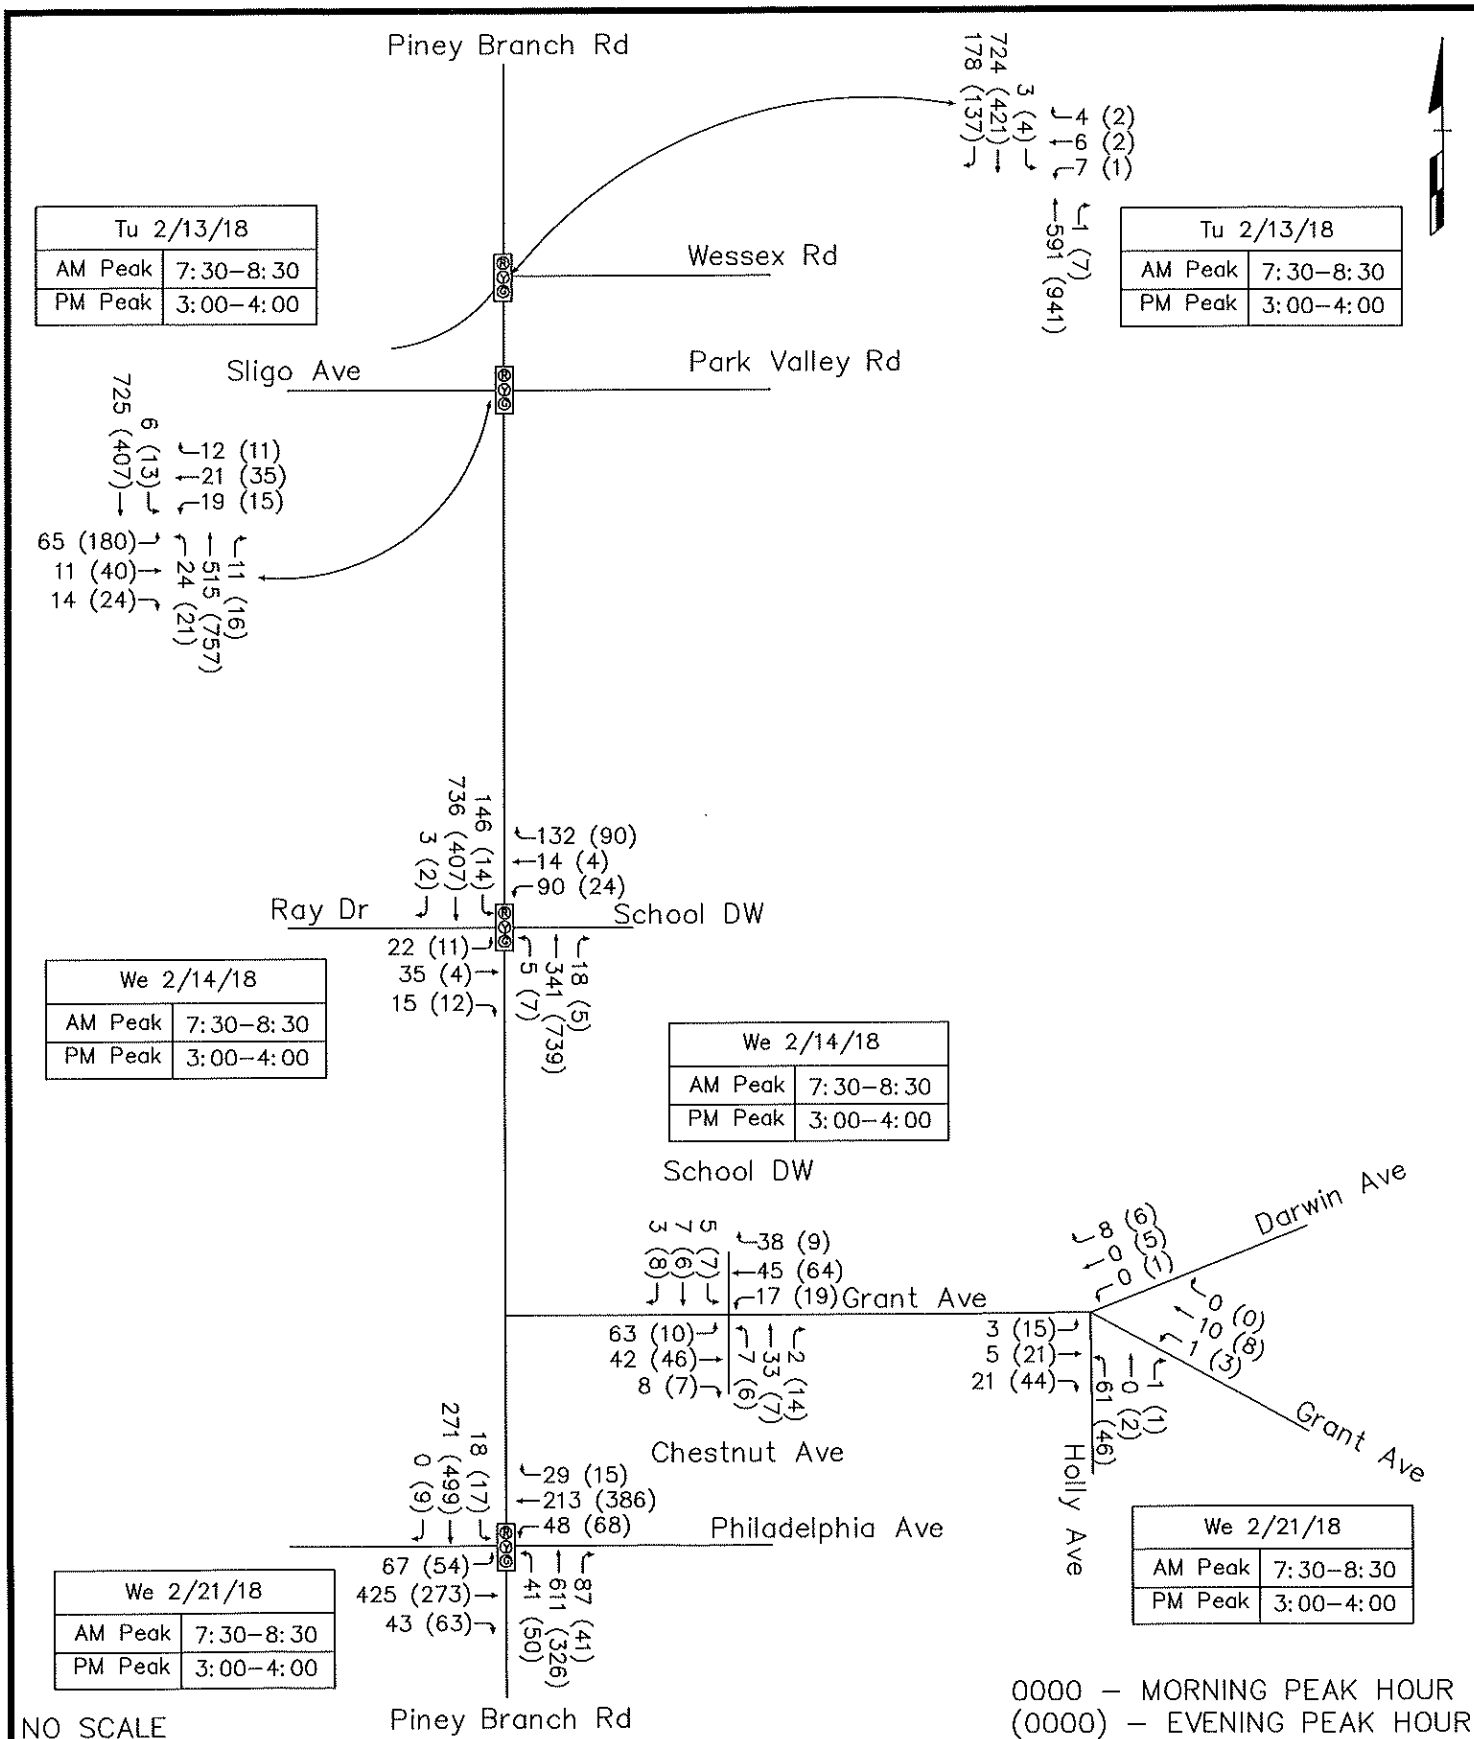 Piney Branch Rd
178 (137)
724 (421)
3 (4)
4 (2)
6 (2)
7 (1)
591 (941)
1 (7)
Tu 2/13/18
AM Peak 7:30-8:30
PM Peak 3:00-4:00
Wessex Rd
Tu 2/13/18
AM Peak 7:30-8:30
PM Peak 3:00-4:00
Sligo Ave
Park Valley Rd
725 (407)
6 (13)
12 (11)
21 (35)
19 (15)
65 (180)
11 (40)
14 (24)
24 (21)
515 (757)
11 (16)
3 (2)
736 (407)
146 (14)
132 (90)
14 (4)
90 (24)
Ray Dr
School DW
22 (11)
35 (4)
15 (12)
5 (7)
341 (739)
18 (5)
We 2/14/18
AM Peak 7:30-8:30
PM Peak 3:00-4:00
We 2/14/18
AM Peak 7:30-8:30
PM Peak 3:00-4:00
School DW
3 (8)
7 (6)
5 (7)
38 (9)
45 (64)
17 (19)
Grant Ave
63 (10)
42 (46)
8 (7)
7 (6)
33 (7)
2 (14)
Chestnut Ave
8 (6)
0 (5)
0 (1)
Darwin Ave
0 (0)
10 (8)
1 (3)
3 (15)
5 (21)
21 (44)
61 (46)
0 (2)
1 (1)
Holly Ave
Grant Ave
0 (9)
271 (499)
18 (17)
29 (15)
213 (386)
48 (68)
Philadelphia Ave
67 (54)
425 (273)
43 (63)
41 (50)
611 (326)
87 (41)
We 2/21/18
AM Peak 7:30-8:30
PM Peak 3:00-4:00
We 2/21/18
AM Peak 7:30-8:30
PM Peak 3:00-4:00
Piney Branch Rd
NO SCALE
0000 - MORNING PEAK HOUR
(0000) - EVENING PEAK HOUR